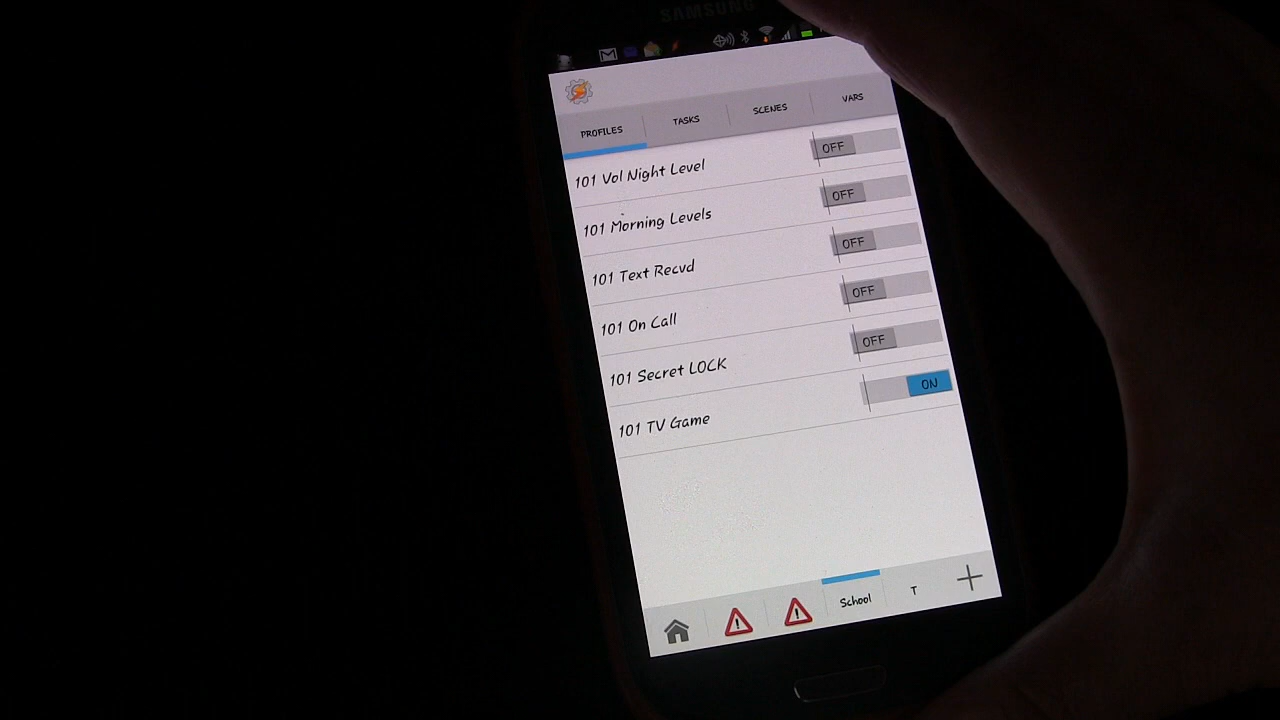 SAMSUNG
PROFILES TASKS SCENES VARS
101 Vol Night Level OFF
101 Morning Levels OFF
101 Text Recvd OFF
101 On Call OFF
101 Secret LOCK OFF
101 TV Game ON
School T